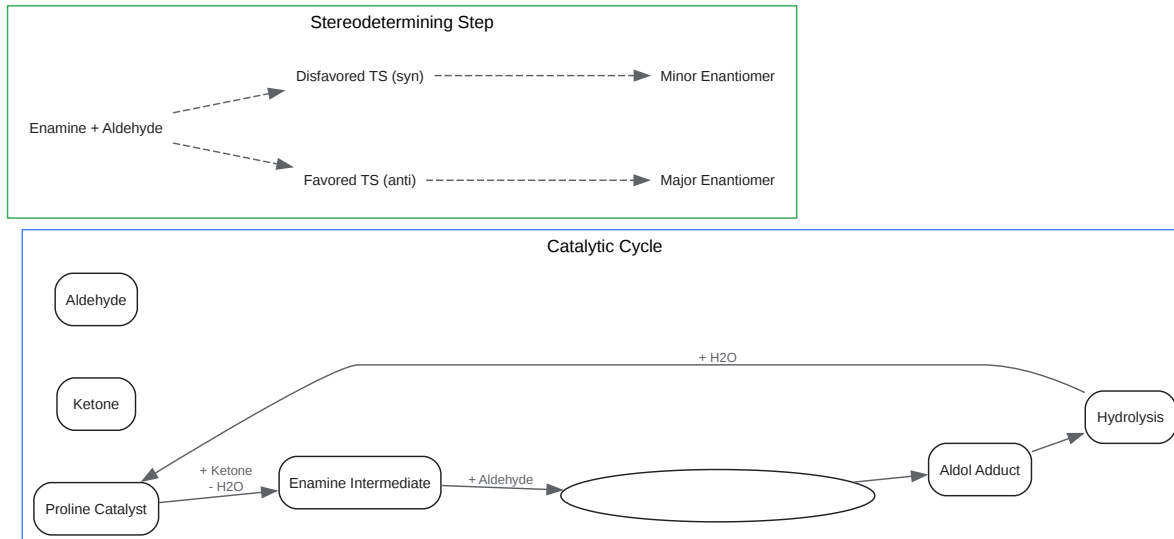 Stereodetermining Step
Disfavored TS (syn)
Minor Enantiomer
Enamine + Aldehyde
Favored TS (anti)
Major Enantiomer
Catalytic Cycle
Aldehyde
+ H2O
Ketone
Hydrolysis
+ Ketone
- H2O
Enamine Intermediate
+ Aldehyde
Aldol Adduct
Proline Catalyst